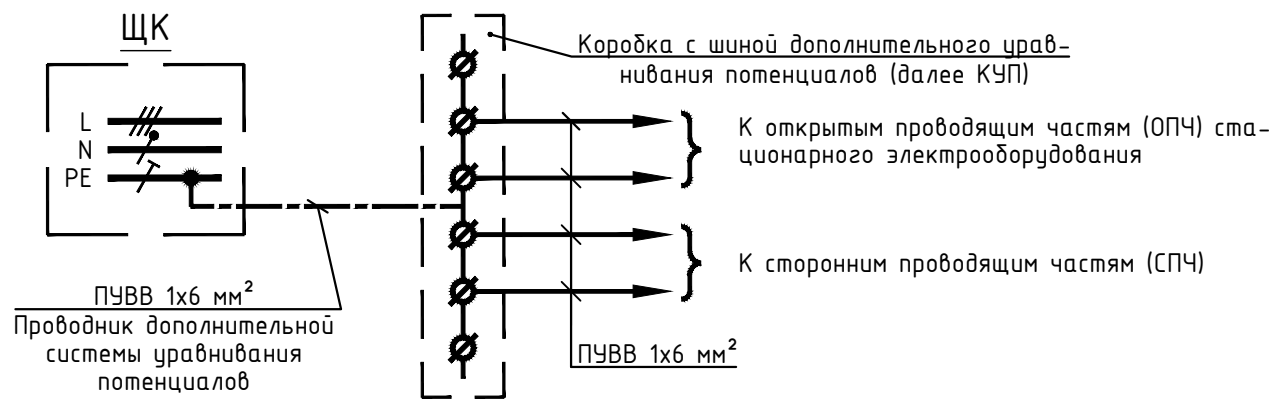 ЩК
L
N
PE
Коробка с шиной дополнительного урав-
нивания потенциалов (далее КУП)
К открытым проводящим частям (ОПЧ) ста-
ционарного электрооборудования
К сторонним проводящим частям (СПЧ)
ПУВВ 1х6 мм²
Проводник дополнительной
системы уравнивания
потенциалов
ПУВВ 1х6 мм²